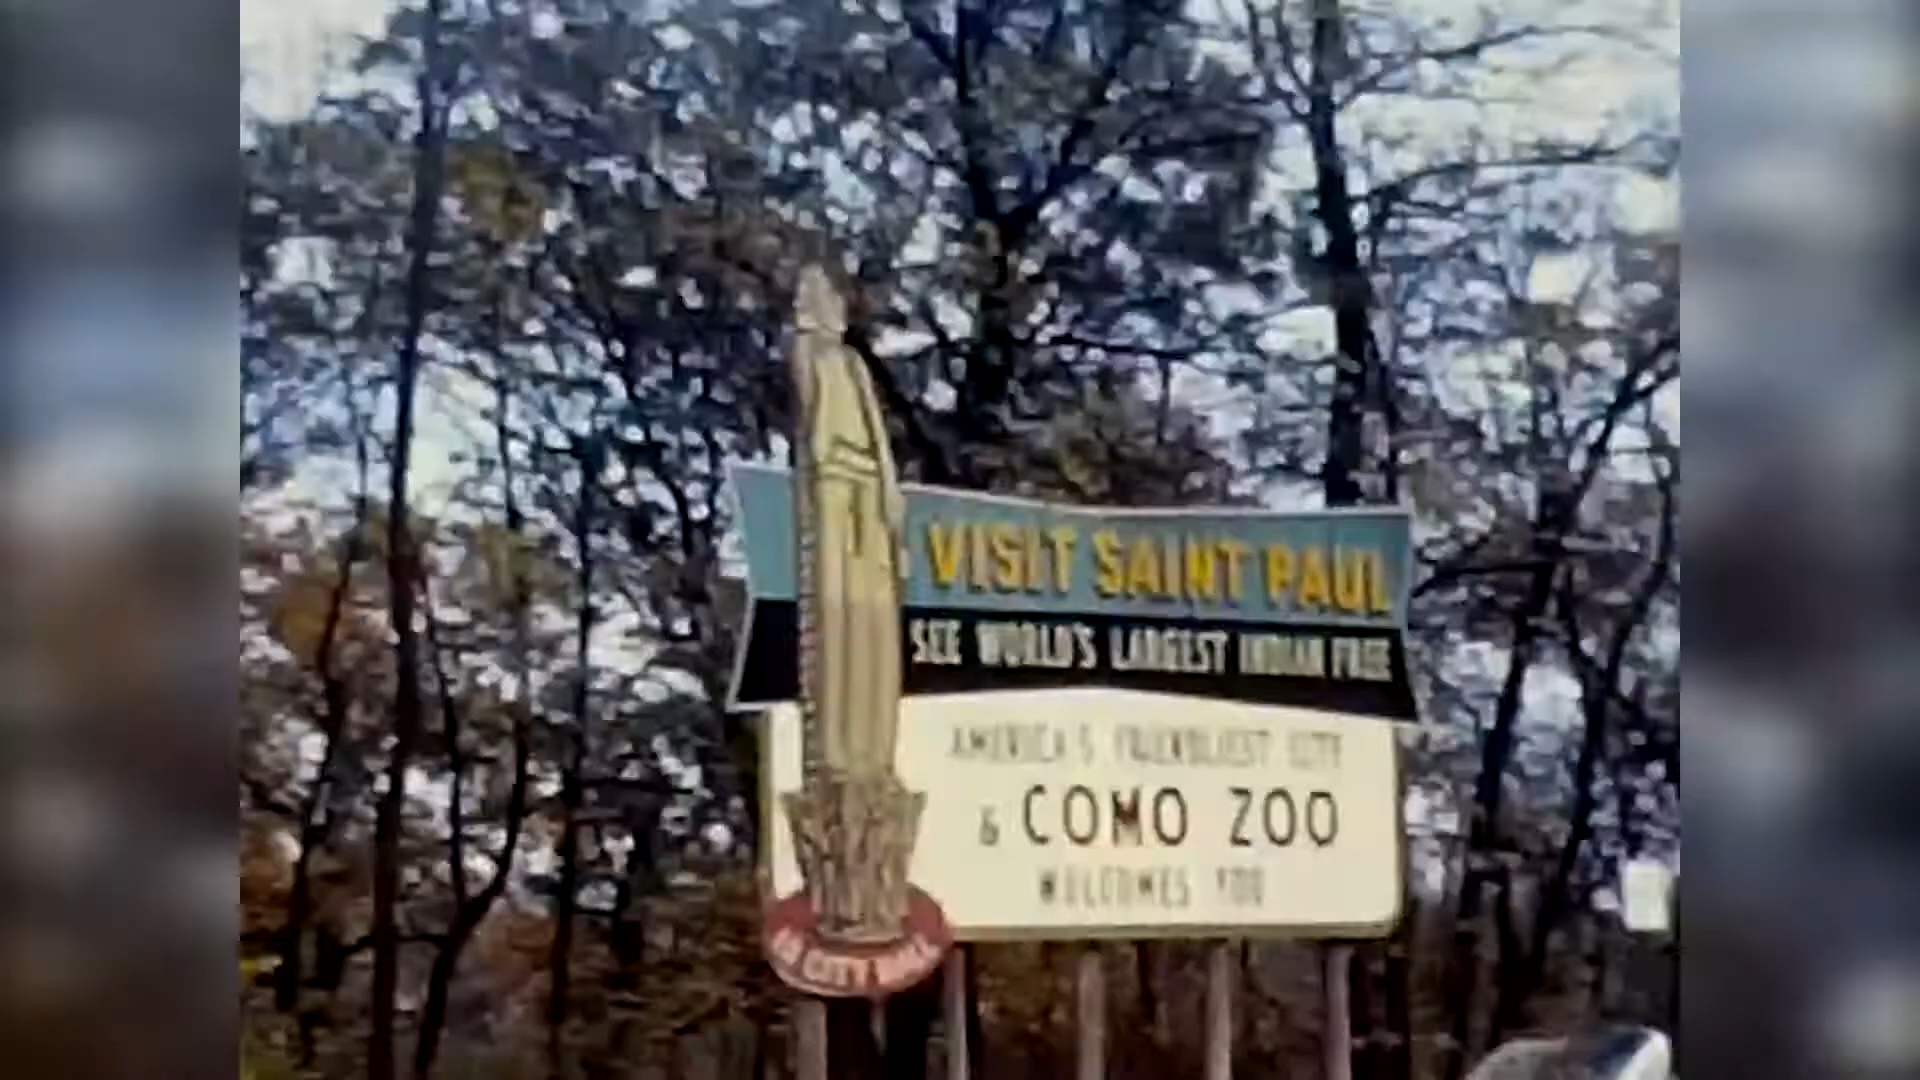 VISIT SAINT PAUL
SEE WORLD'S LARGEST INDIAN FREE
AMERICA'S FRIENDLIEST CITY
& COMO ZOO
WELCOMES YOU